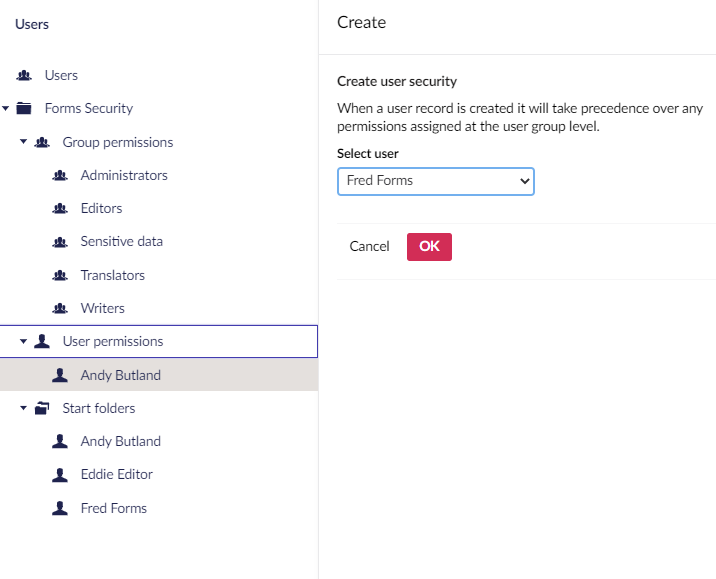 Users
Users
Forms Security
Group permissions
Administrators
Editors
Sensitive data
Translators
Writers
User permissions
Andy Butland
Start folders
Andy Butland
Eddie Editor
Fred Forms
Create
Create user security
When a user record is created it will take precedence over any
permissions assigned at the user group level.
Select user
Fred Forms
Cancel OK